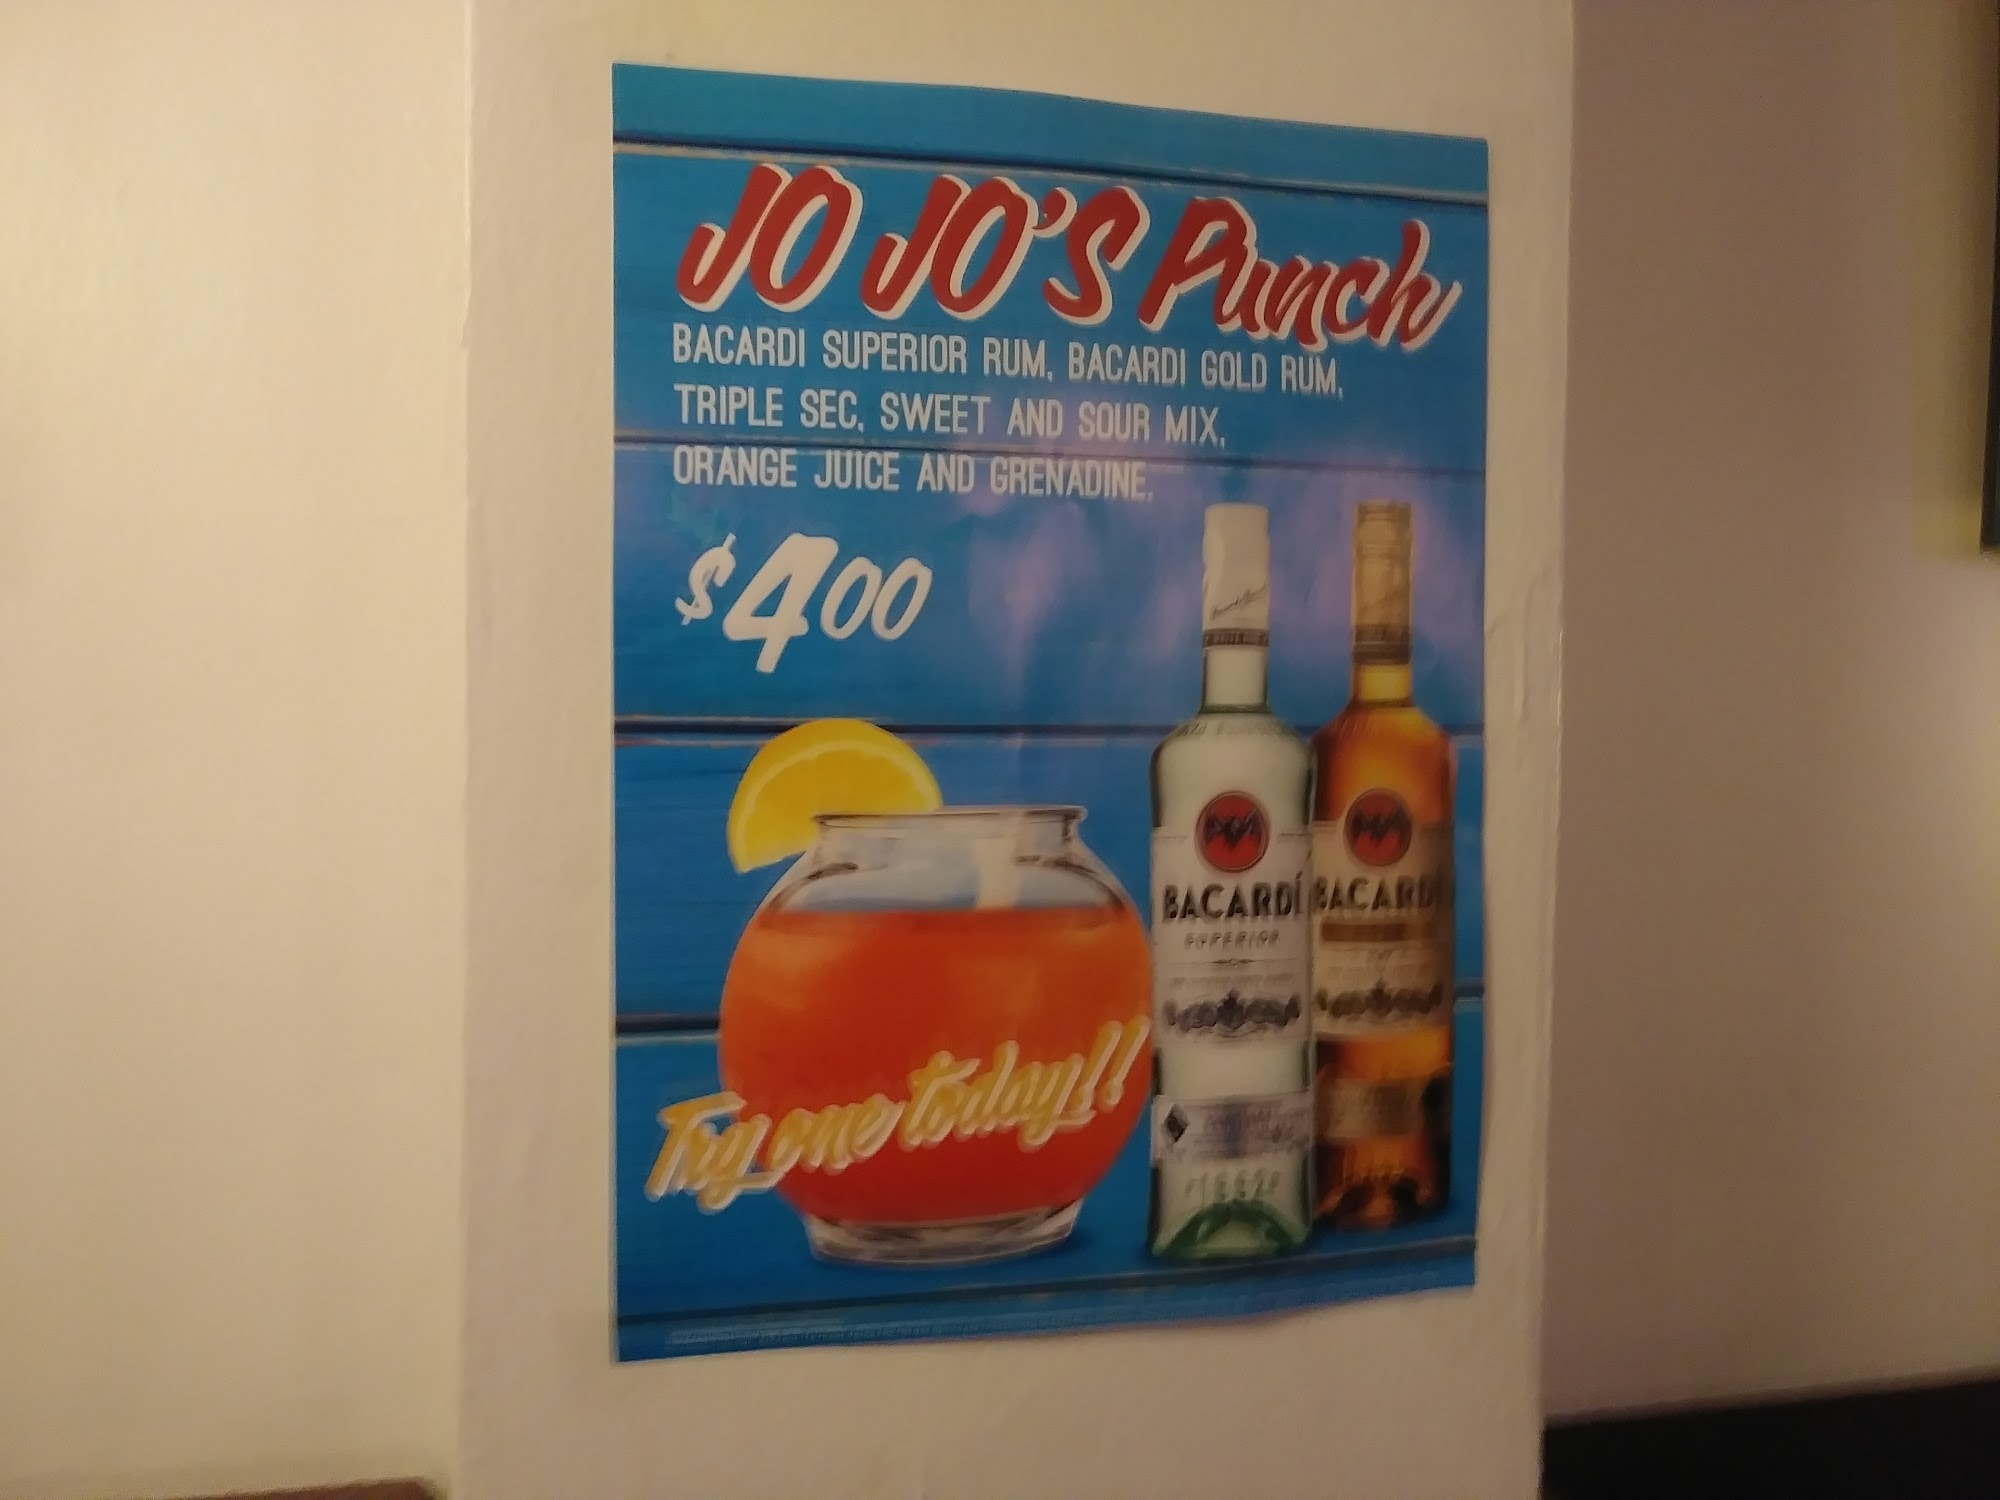 JO JO'S Punch
BACARDI SUPERIOR RUM, BACARDI GOLD RUM,
TRIPLE SEC, SWEET AND SOUR MIX,
ORANGE JUICE AND GRENADINE.
$4.00
BACARDÍ
SUPERIOR
BACARDÍ
Try one today!!
1862